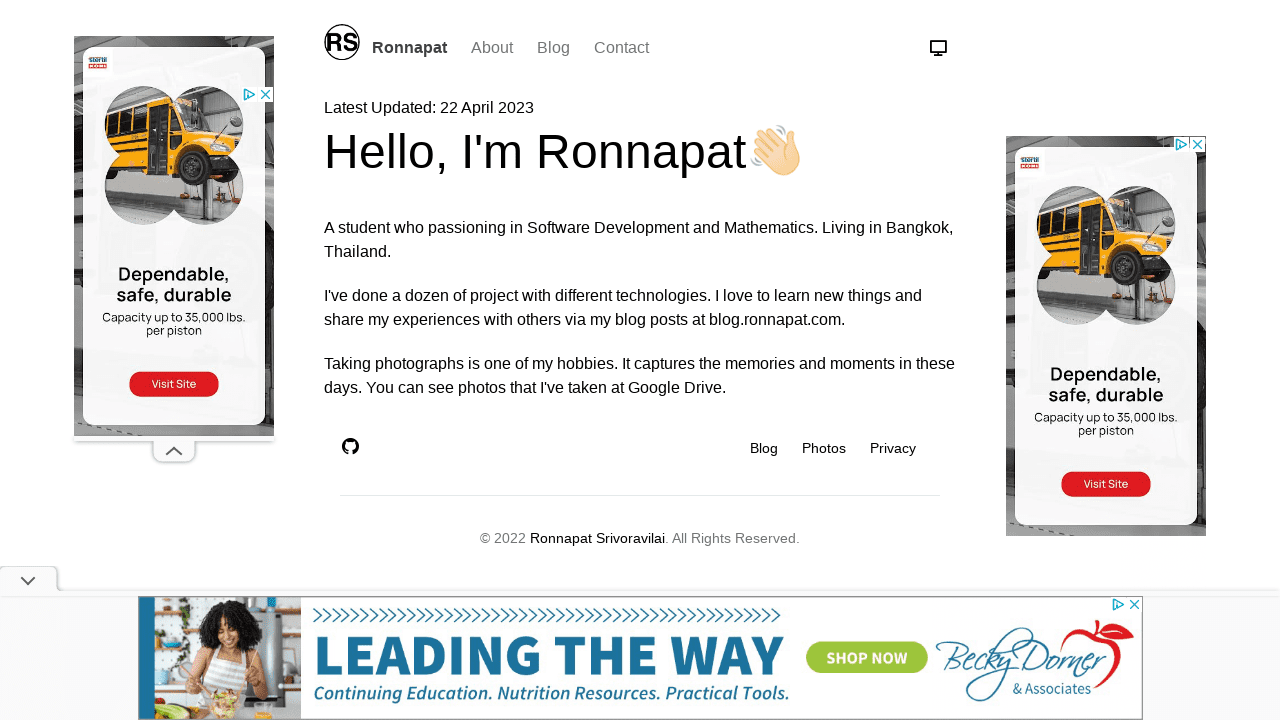 RS Ronnapat About Blog Contact
Latest Updated: 22 April 2023
Hello, I'm Ronnapat
A student who passioning in Software Development and Mathematics. Living in Bangkok,
Thailand.
I've done a dozen of project with different technologies. I love to learn new things and
share my experiences with others via my blog posts at blog.ronnapat.com.
Taking photographs is one of my hobbies. It captures the memories and moments in these
days. You can see photos that I've taken at Google Drive.
Blog Photos Privacy
© 2022 Ronnapat Srivoravilai. All Rights Reserved.
Dependable,
safe, durable
Capacity up to 35,000 lbs.
per piston
Visit Site
Dependable,
safe, durable
Capacity up to 35,000 lbs.
per piston
Visit Site
LEADING THE WAY
Continuing Education. Nutrition Resources. Practical Tools.
SHOP NOW
Becky Dorner
& Associates